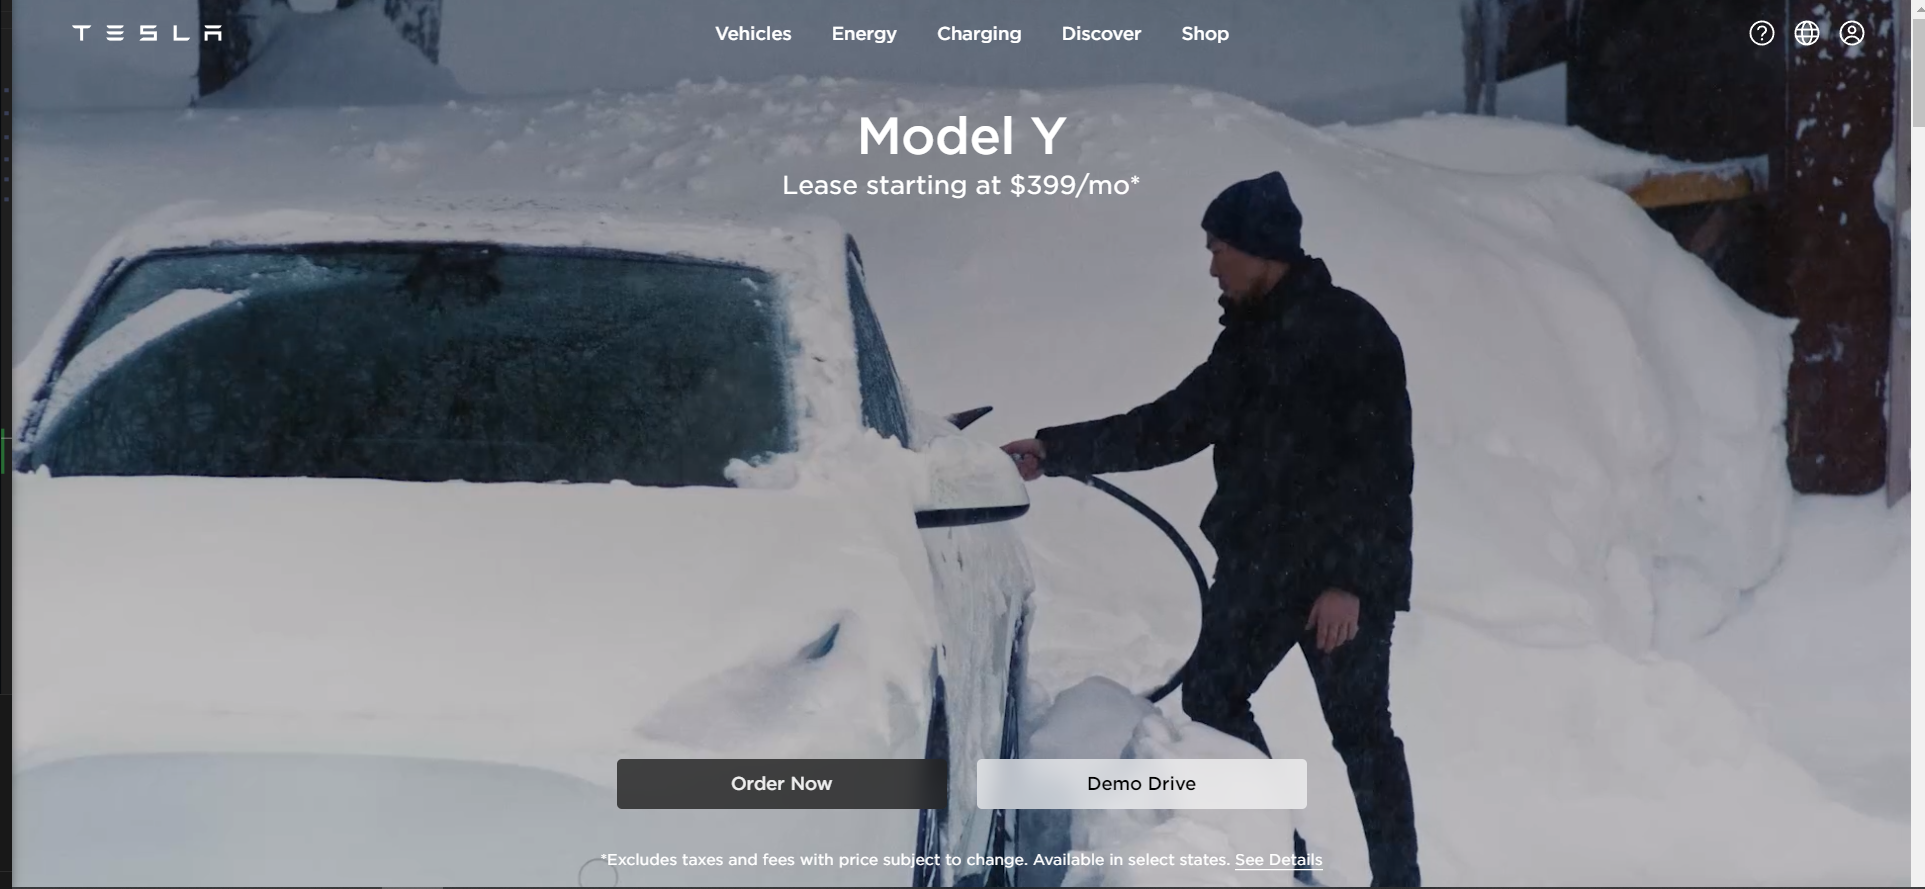 TESLA
Vehicles Energy Charging Discover Shop
Model Y
Lease starting at $399/mo*
Order Now
Demo Drive
*Excludes taxes and fees with price subject to change. Available in select states. See Details